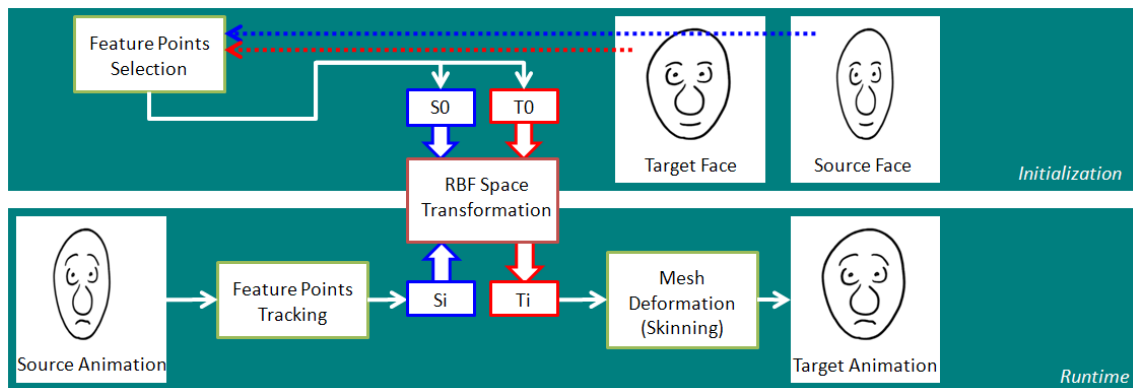 Feature Points
Selection
S0
T0
Target Face
Source Face
RBF Space
Transformation
Initialization
Source Animation
Feature Points
Tracking
Si
Ti
Mesh
Deformation
(Skinning)
Target Animation
Runtime